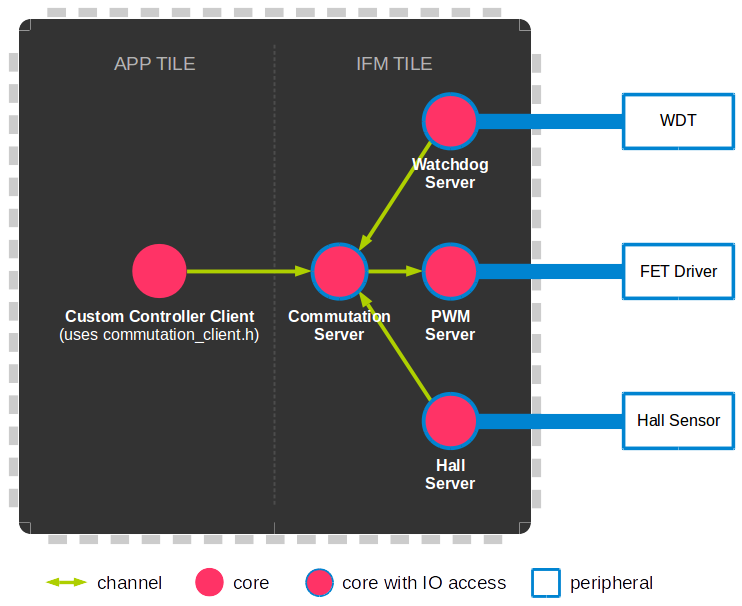 APP TILE
IFM TILE
WDT
Watchdog
Server
FET Driver
Custom Controller Client
(uses commutation_client.h)
Commutation
Server
PWM
Server
Hall Sensor
Hall
Server
channel
core
core with IO access
peripheral